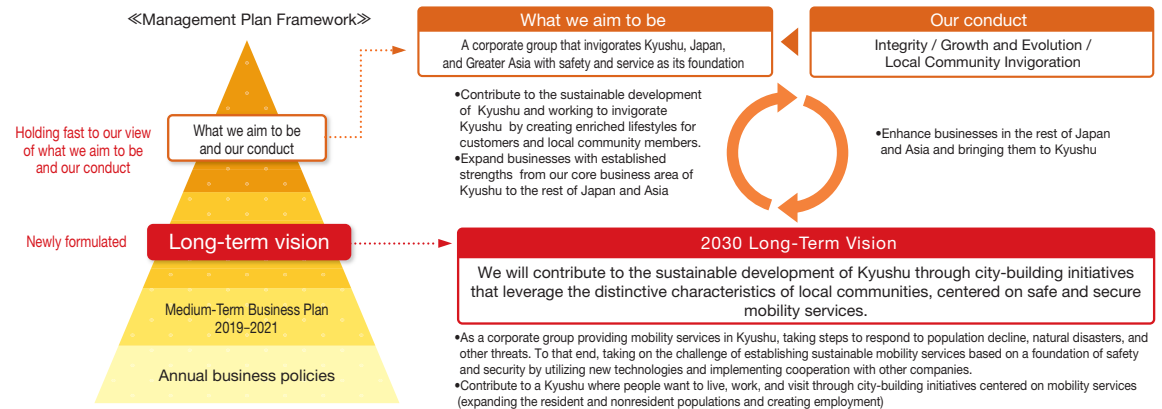 ≪Management Plan Framework≫
Holding fast to our view
of what we aim to be
and our conduct
What we aim to be
and our conduct
Newly formulated
Long-term vision
Medium-Term Business Plan
2019–2021
Annual business policies
What we aim to be
A corporate group that invigorates Kyushu, Japan,
and Greater Asia with safety and service as its foundation
Our conduct
Integrity / Growth and Evolution /
Local Community Invigoration
•Contribute to the sustainable development
of Kyushu and working to invigorate
Kyushu by creating enriched lifestyles for
customers and local community members.
•Expand businesses with established
strengths from our core business area of
Kyushu to the rest of Japan and Asia
•Enhance businesses in the rest of Japan
and Asia and bringing them to Kyushu
2030 Long-Term Vision
We will contribute to the sustainable development of Kyushu through city-building initiatives
that leverage the distinctive characteristics of local communities, centered on safe and secure
mobility services.
•As a corporate group providing mobility services in Kyushu, taking steps to respond to population decline, natural disasters, and
other threats. To that end, taking on the challenge of establishing sustainable mobility services based on a foundation of safety
and security by utilizing new technologies and implementing cooperation with other companies.
•Contribute to a Kyushu where people want to live, work, and visit through city-building initiatives centered on mobility services
(expanding the resident and nonresident populations and creating employment)